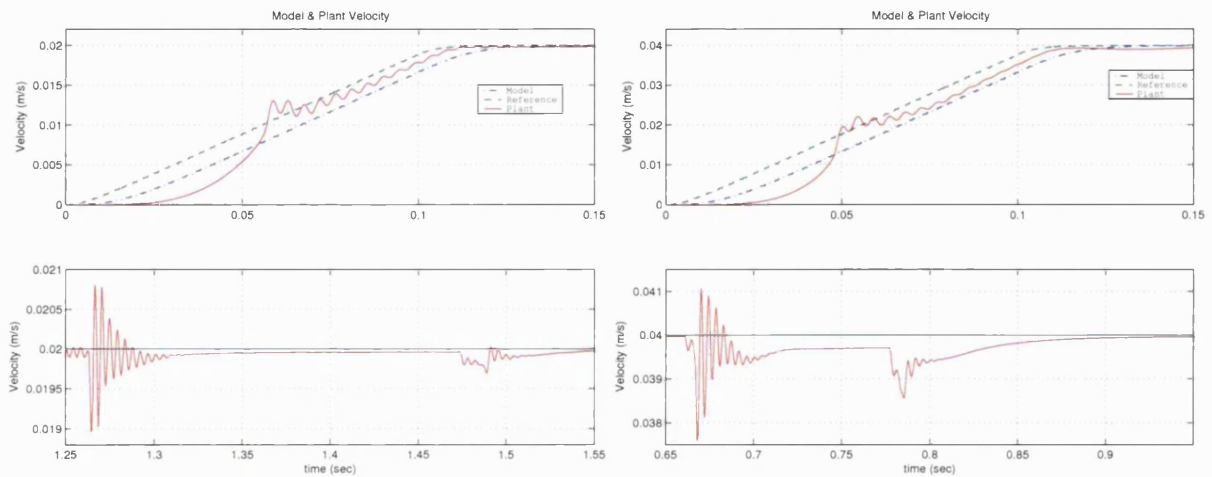 Model & Plant Velocity
0.02
0.015
0.01
0.005
0
Velocity (m/s)
Model
Reference
Plant
0
0.05
0.1
0.15
Model & Plant Velocity
0.04
0.03
0.02
0.01
0
Velocity (m/s)
Model
Reference
Plant
0
0.05
0.1
0.15
0.021
0.0205
0.02
0.0195
0.019
Velocity (m/s)
1.25
1.3
1.35
1.4
1.45
1.5
1.55
time (sec)
0.041
0.04
0.039
0.038
Velocity (m/s)
0.65
0.7
0.75
0.8
0.85
0.9
time (sec)